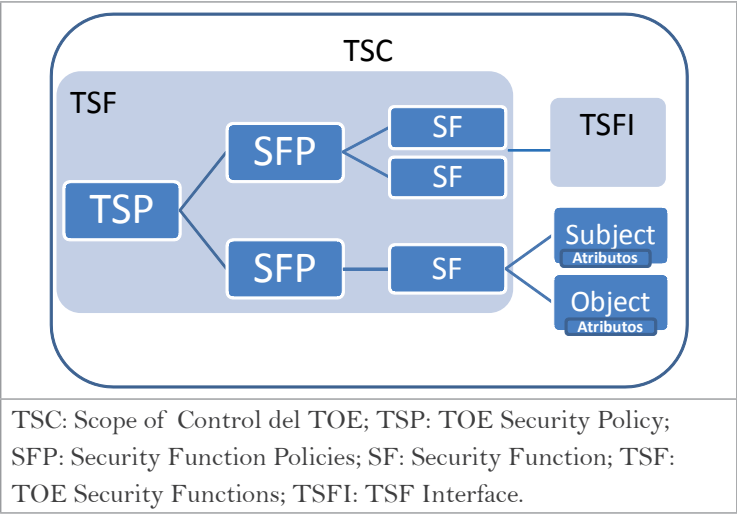 TSC
TSF
TSP
SFP
SF
SF
TSFI
SFP
SF
Subject
Atributos
Object
Atributos
TSC: Scope of Control del TOE; TSP: TOE Security Policy;
SFP: Security Function Policies; SF: Security Function; TSF:
TOE Security Functions; TSFI: TSF Interface.